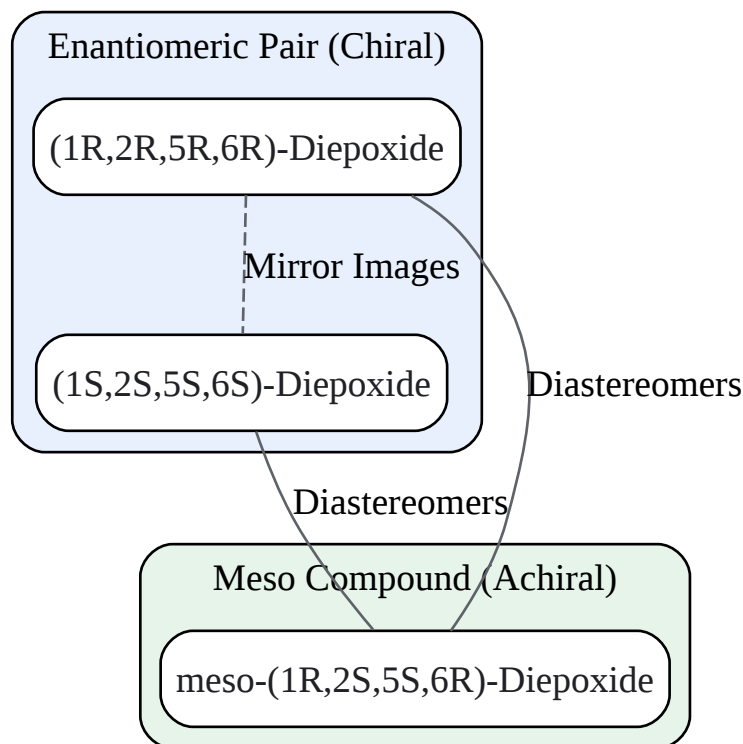 Enantiomeric Pair (Chiral)
(1R,2R,5R,6R)-Diepoxide
Mirror Images
(1S,2S,5S,6S)-Diepoxide
Diastereomers
Diastereomers
Meso Compound (Achiral)
meso-(1R,2S,5S,6R)-Diepoxide